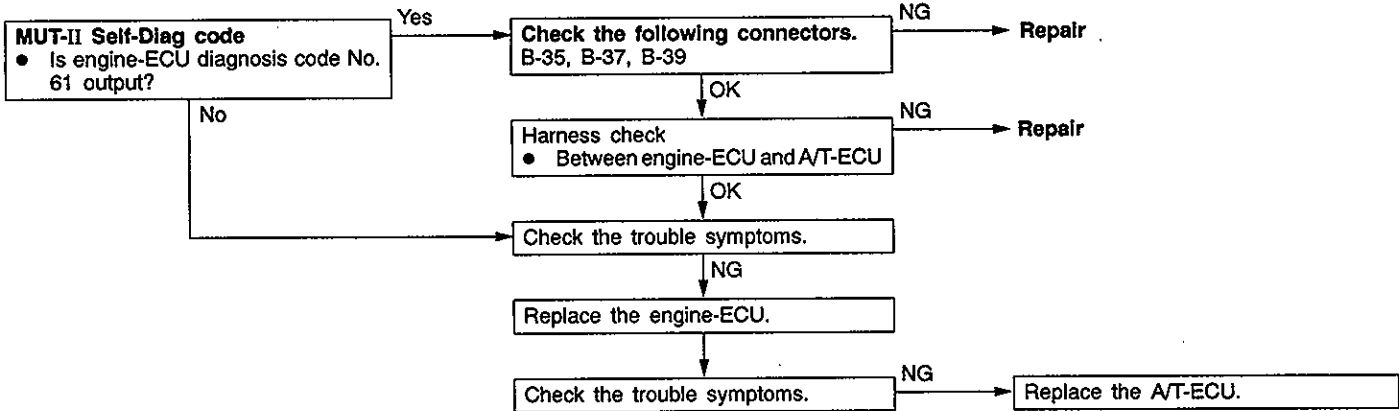 MUT-II Self-Diag code
● Is engine-ECU diagnosis code No.
61 output?
Yes
No
Check the following connectors.
B-35, B-37, B-39
NG
Repair
OK
Harness check
● Between engine-ECU and A/T-ECU
NG
Repair
OK
Check the trouble symptoms.
NG
Replace the engine-ECU.
Check the trouble symptoms.
NG
Replace the A/T-ECU.